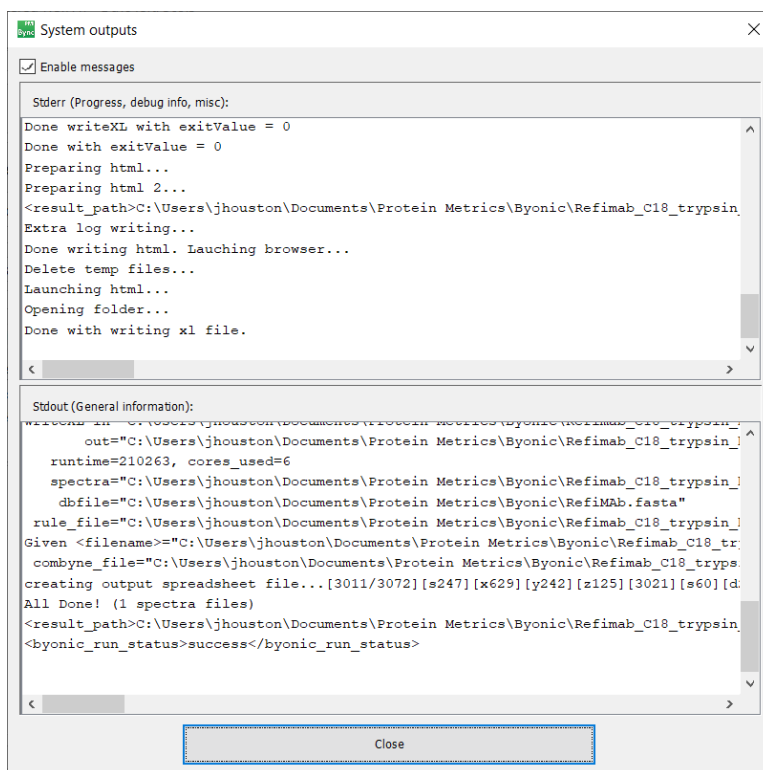 System outputs
Enable messages
Stderr (Progress, debug info, misc):
Done writeXL with exitValue = 0
Done with exitValue = 0
Preparing html...
Preparing html 2...
<result_path>C:\Users\jhouston\Documents\Protein Metrics\Byonic\Refimab_C18_trypsin_
Extra log writing...
Done writing html. Lauching browser...
Delete temp files...
Launching html...
Opening folder...
Done with writing xl file.
Stdout (General information):
out="C:\Users\jhouston\Documents\Protein Metrics\Byonic\Refimab_C18_trypsin_
runtime=210263, cores_used=6
spectra="C:\Users\jhouston\Documents\Protein Metrics\Byonic\Refimab_C18_trypsin_
dbfile="C:\Users\jhouston\Documents\Protein Metrics\Byonic\RefiMAb.fasta"
rule_file="C:\Users\jhouston\Documents\Protein Metrics\Byonic\Refimab_C18_trypsin_
Given <filename>="C:\Users\jhouston\Documents\Protein Metrics\Byonic\Refimab_C18_try
combyne_file="C:\Users\jhouston\Documents\Protein Metrics\Byonic\Refimab_C18_tryps
creating output spreadsheet file...[3011/3072][s247][x629][y242][z125][3021][s60][d
All Done! (1 spectra files)
<result_path>C:\Users\jhouston\Documents\Protein Metrics\Byonic\Refimab_C18_trypsin_
<byonic_run_status>success</byonic_run_status>
Close